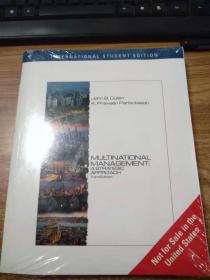 INTERNATIONAL STUDENT EDITION
John B. Cullen
K. Praveen Parboteeah
MULTINATIONAL
MANAGEMENT:
A STRATEGIC
APPROACH
Not for Sale in the
United States